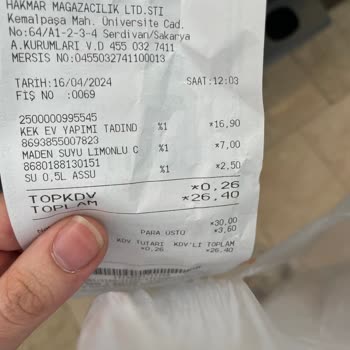 HAKMAR MAGAZACILIK LTD.STI
Kemalpaşa Mah. Üniversite Cad.
No:64/A1-2-3-4 Serdivan/Sakarya
A.KURUMLARI V.D 455 032 7411
MERSIS NO:0455032741100013
TARIH:16/04/2024 SAAT:12:03
FİŞ NO :0069
2500000995545
KEK EV YAPIMI TADIND %1 *16,90
8693855007823
MADEN SUYU LIMONLU C %1 *7,00
8680188130151
SU 0,5L ASSU %1 *2,50
TOPKDV *0,26
TOPLAM *26,40
*30,00
PARA ÜSTÜ *3,60
KDV TUTARI KDV'LI TOPLAM
*0,26 *26,40